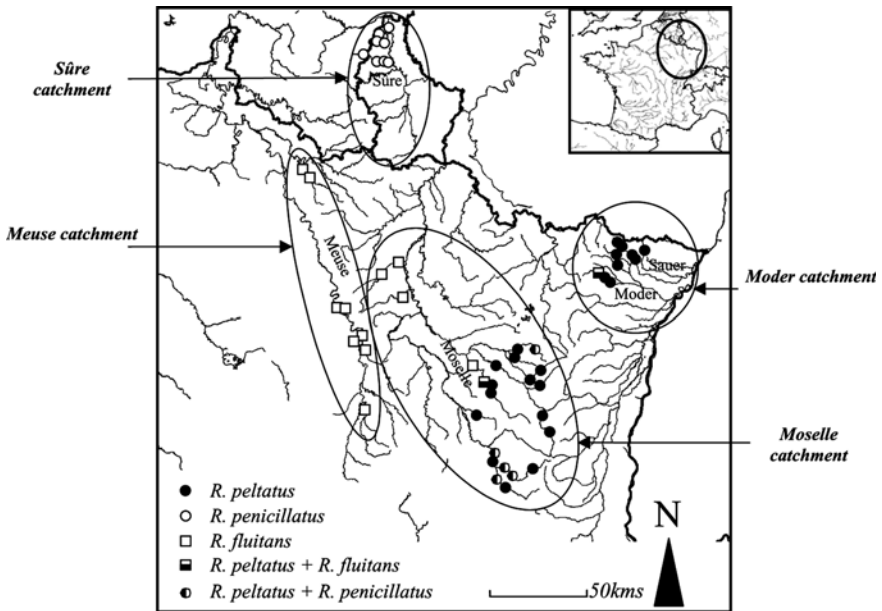 Sûre
catchment
Sûre
Meuse catchment
Meuse
Sauer
Moder
Moder catchment
Moselle
Moselle
catchment
R. peltatus
R. penicillatus
R. fluitans
R. peltatus + R. fluitans
R. peltatus + R. penicillatus
N
50kms